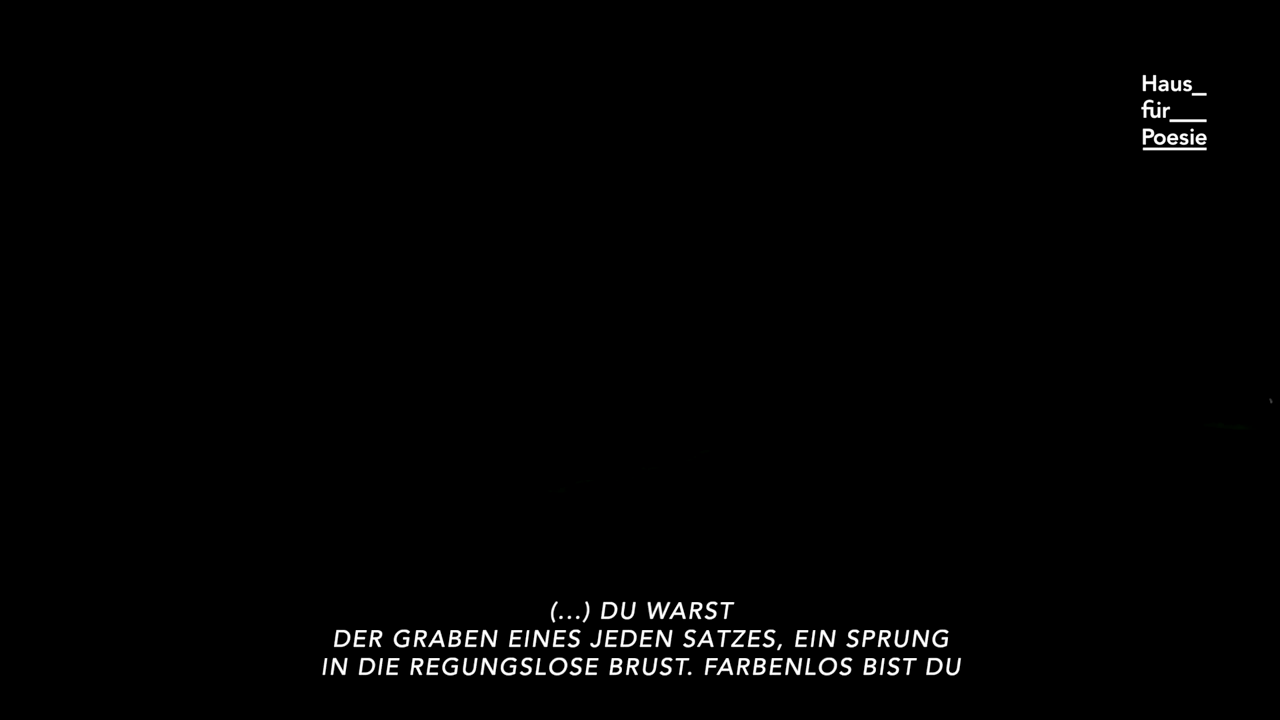 Haus_
für___
Poesie
(...) DU WARST
DER GRABEN EINES JEDEN SATZES, EIN SPRUNG
IN DIE REGUNGSLOSE BRUST. FARBENLOS BIST DU